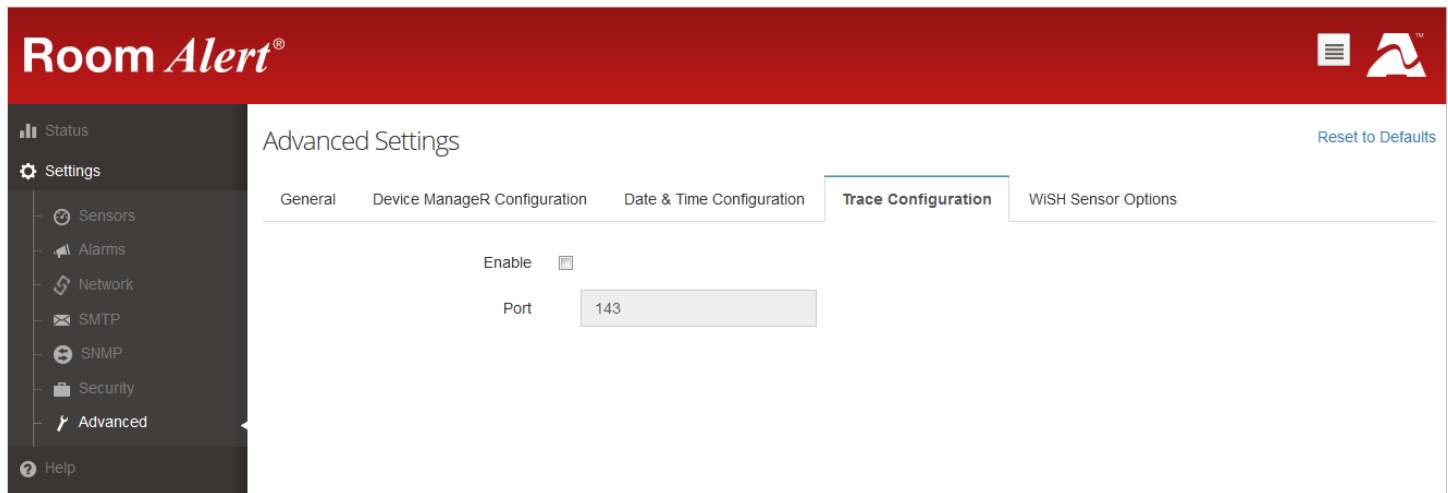 Room Alert®
TM
Status
Settings
Sensors
Alarms
Network
SMTP
SNMP
Security
Advanced
Help
Advanced Settings
Reset to Defaults
General
Device ManageR Configuration
Date & Time Configuration
Trace Configuration
WiSH Sensor Options
Enable
Port
143